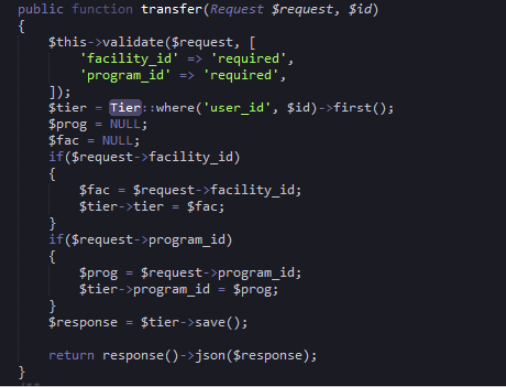 public function transfer(Request $request, $id)
{
    $this->validate($request, [
        'facility_id' => 'required',
        'program_id' => 'required',
    ]);
    $tier = Tier::where('user_id', $id)->first();
    $prog = NULL;
    $fac = NULL;
    if($request->facility_id)
    {
        $fac = $request->facility_id;
        $tier->tier = $fac;
    }
    if($request->program_id)
    {
        $prog = $request->program_id;
        $tier->program_id = $prog;
    }
    $response = $tier->save();

    return response()->json($response);
}